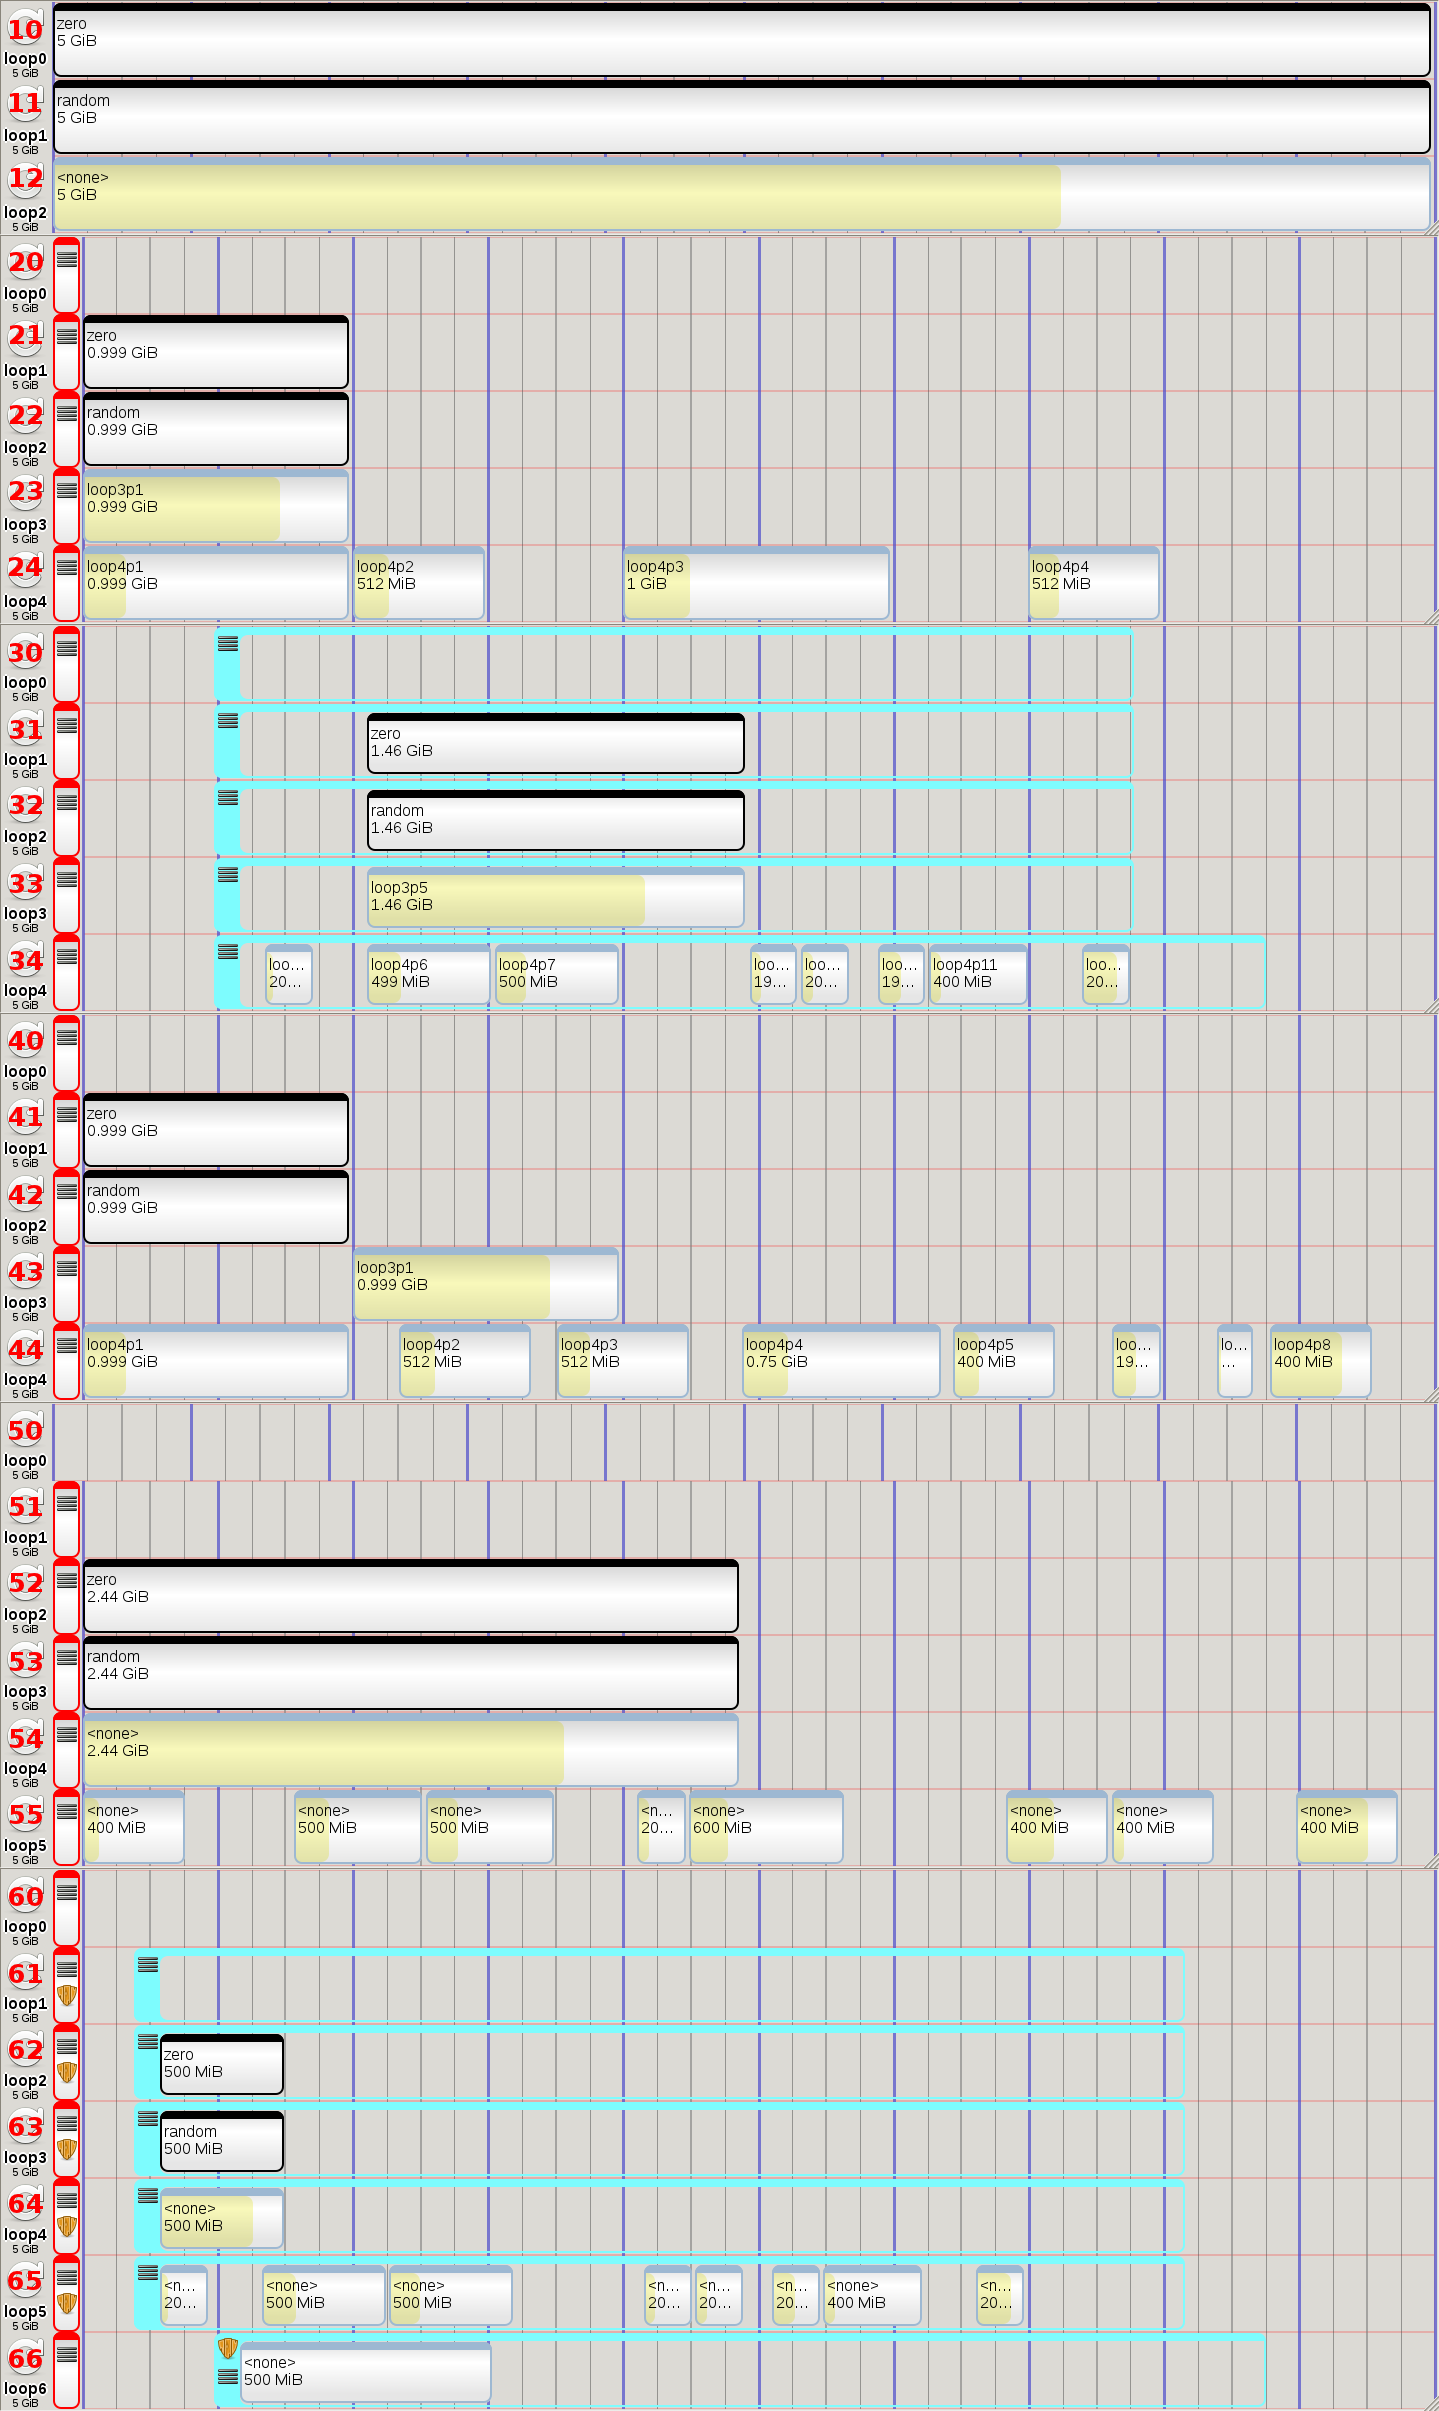 10
loop0
5 GiB
zero
5 GiB
11
loop1
5 GiB
random
5 GiB
12
loop2
5 GiB
<none>
5 GiB
20
loop0
5 GiB
21
loop1
5 GiB
zero
0.999 GiB
22
loop2
5 GiB
random
0.999 GiB
23
loop3
5 GiB
loop3p1
0.999 GiB
24
loop4
5 GiB
loop4p1
0.999 GiB
loop4p2
512 MiB
loop4p3
1 GiB
loop4p4
512 MiB
30
loop0
5 GiB
31
loop1
5 GiB
zero
1.46 GiB
32
loop2
5 GiB
random
1.46 GiB
33
loop3
5 GiB
loop3p5
1.46 GiB
34
loop4
5 GiB
loo...
20...
loop4p6
499 MiB
loop4p7
500 MiB
loo...
19...
loo...
20...
loo...
19...
loop4p11
400 MiB
loo...
20...
40
loop0
5 GiB
41
loop1
5 GiB
zero
0.999 GiB
42
loop2
5 GiB
random
0.999 GiB
43
loop3
5 GiB
loop3p1
0.999 GiB
44
loop4
5 GiB
loop4p1
0.999 GiB
loop4p2
512 MiB
loop4p3
512 MiB
loop4p4
0.75 GiB
loop4p5
400 MiB
loo...
19...
lo...
...
loop4p8
400 MiB
50
loop0
5 GiB
51
loop1
5 GiB
52
loop2
5 GiB
zero
2.44 GiB
53
loop3
5 GiB
random
2.44 GiB
54
loop4
5 GiB
<none>
2.44 GiB
55
loop5
5 GiB
<none>
400 MiB
<none>
500 MiB
<none>
500 MiB
<n...
20...
<none>
600 MiB
<none>
400 MiB
<none>
400 MiB
<none>
400 MiB
60
loop0
5 GiB
61
loop1
5 GiB
62
loop2
5 GiB
zero
500 MiB
63
loop3
5 GiB
random
500 MiB
64
loop4
5 GiB
<none>
500 MiB
65
loop5
5 GiB
<n...
20...
<none>
500 MiB
<none>
500 MiB
<n...
20...
<n...
20...
<n...
20...
<none>
400 MiB
<n...
20...
66
loop6
5 GiB
<none>
500 MiB